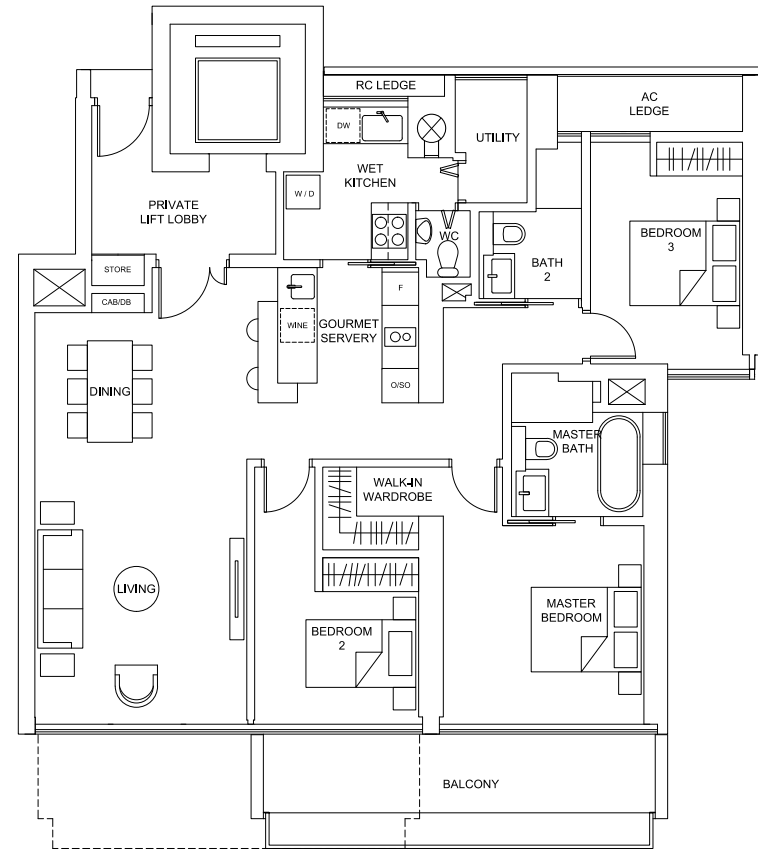 RC LEDGE
AC
LEDGE
DW
UTILITY
WET
KITCHEN
W / D
PRIVATE
LIFT LOBBY
WC
BATH
2
BEDROOM
3
STORE
CAB/DB
F
WINE
GOURMET
SERVERY
O/SO
DINING
MASTER
BATH
WALK-IN
WARDROBE
LIVING
BEDROOM
2
MASTER
BEDROOM
BALCONY